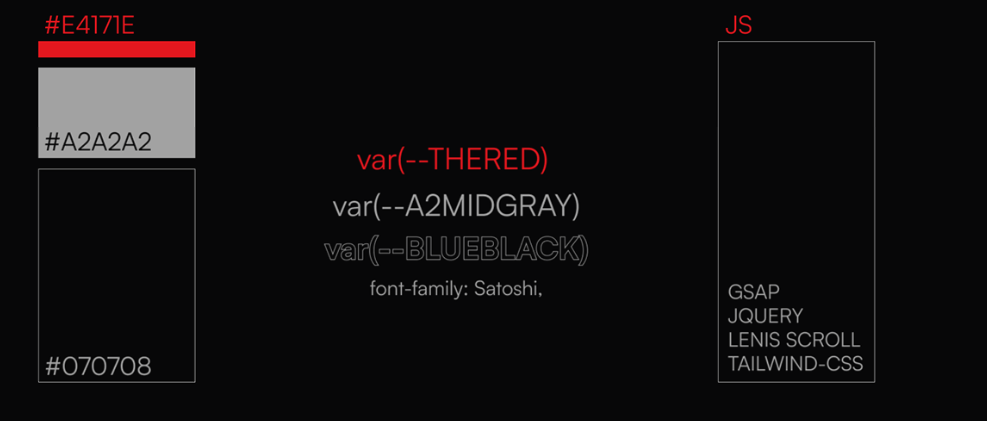 #E4171E
#A2A2A2
#070708
var(--THERED)
var(--A2MIDGRAY)
var(--BLUEBLACK)
font-family: Satoshi,
JS
GSAP
JQUERY
LENIS SCROLL
TAILWIND-CSS